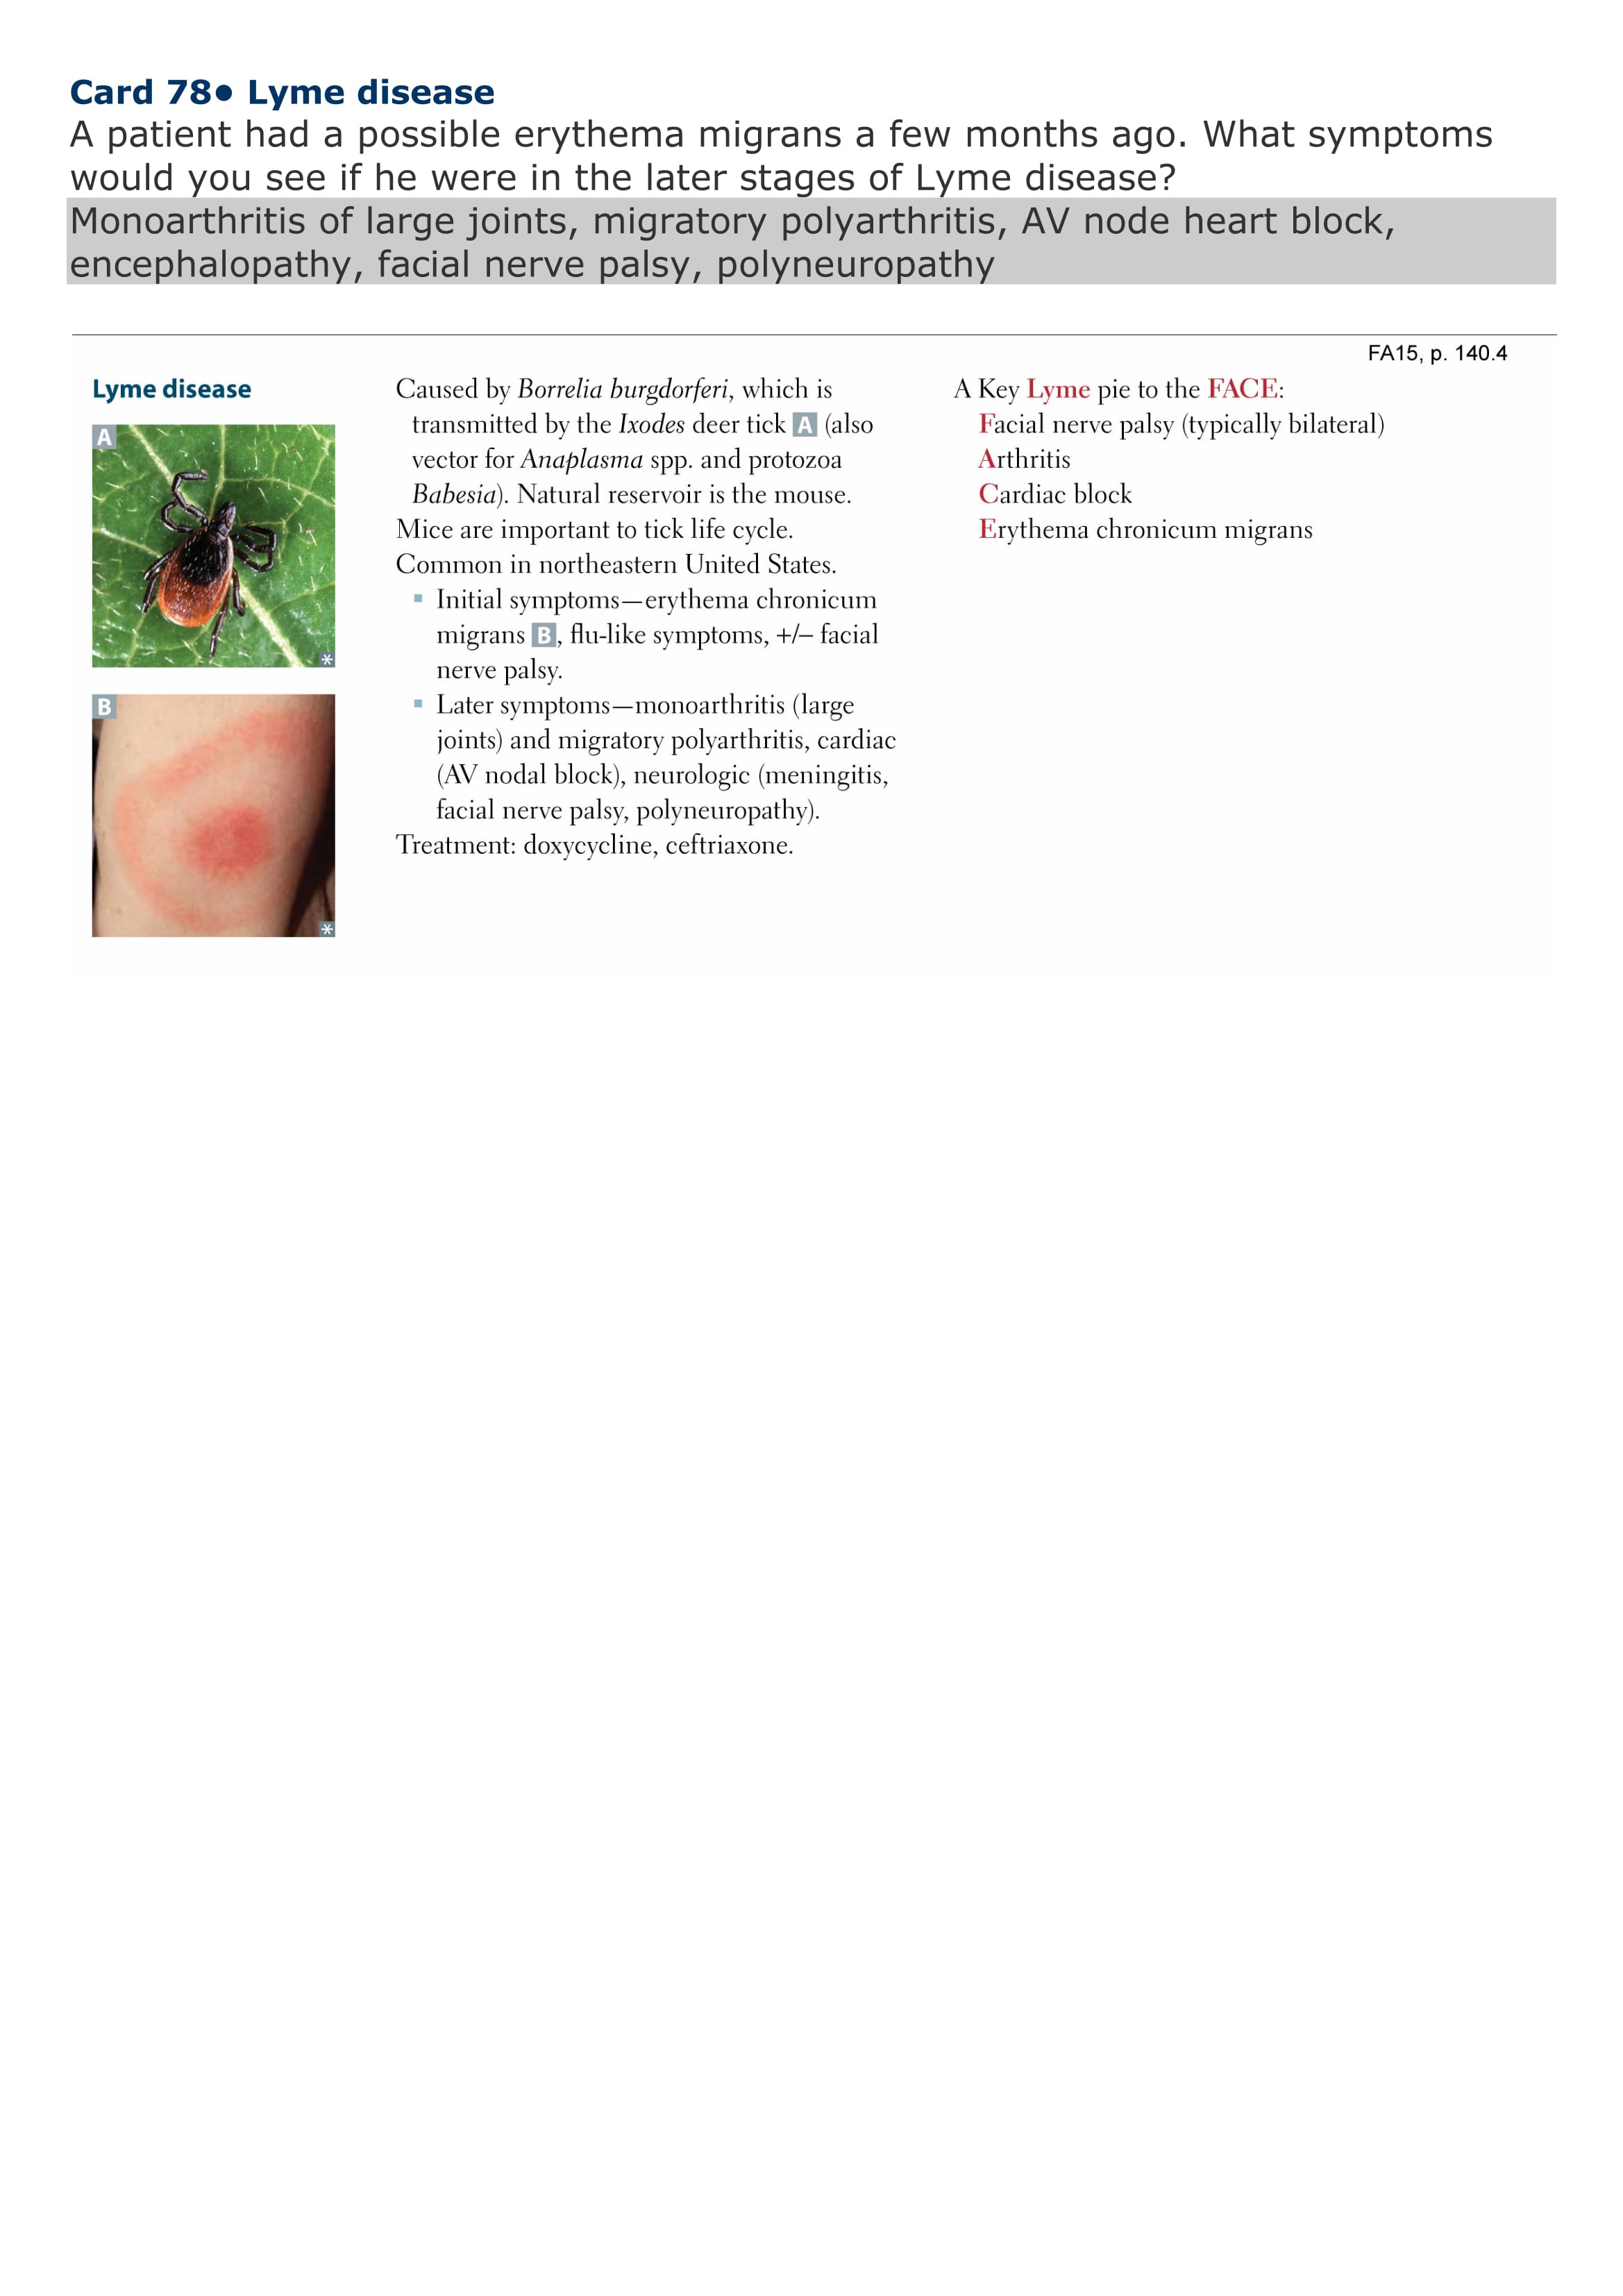 Card 78• Lyme disease
A patient had a possible erythema migrans a few months ago. What symptoms
would you see if he were in the later stages of Lyme disease?
Monoarthritis of large joints, migratory polyarthritis, AV node heart block,
encephalopathy, facial nerve palsy, polyneuropathy
FA15, p. 140.4
Lyme disease
A
*
B
*
Caused by Borrelia burgdorferi, which is
transmitted by the Ixodes deer tick A (also
vector for Anaplasma spp. and protozoa
Babesia). Natural reservoir is the mouse.
Mice are important to tick life cycle.
Common in northeastern United States.
▪ Initial symptoms—erythema chronicum
migrans B, flu-like symptoms, +/– facial
nerve palsy.
▪ Later symptoms—monoarthritis (large
joints) and migratory polyarthritis, cardiac
(AV nodal block), neurologic (meningitis,
facial nerve palsy, polyneuropathy).
Treatment: doxycycline, ceftriaxone.
A Key Lyme pie to the FACE:
Facial nerve palsy (typically bilateral)
Arthritis
Cardiac block
Erythema chronicum migrans